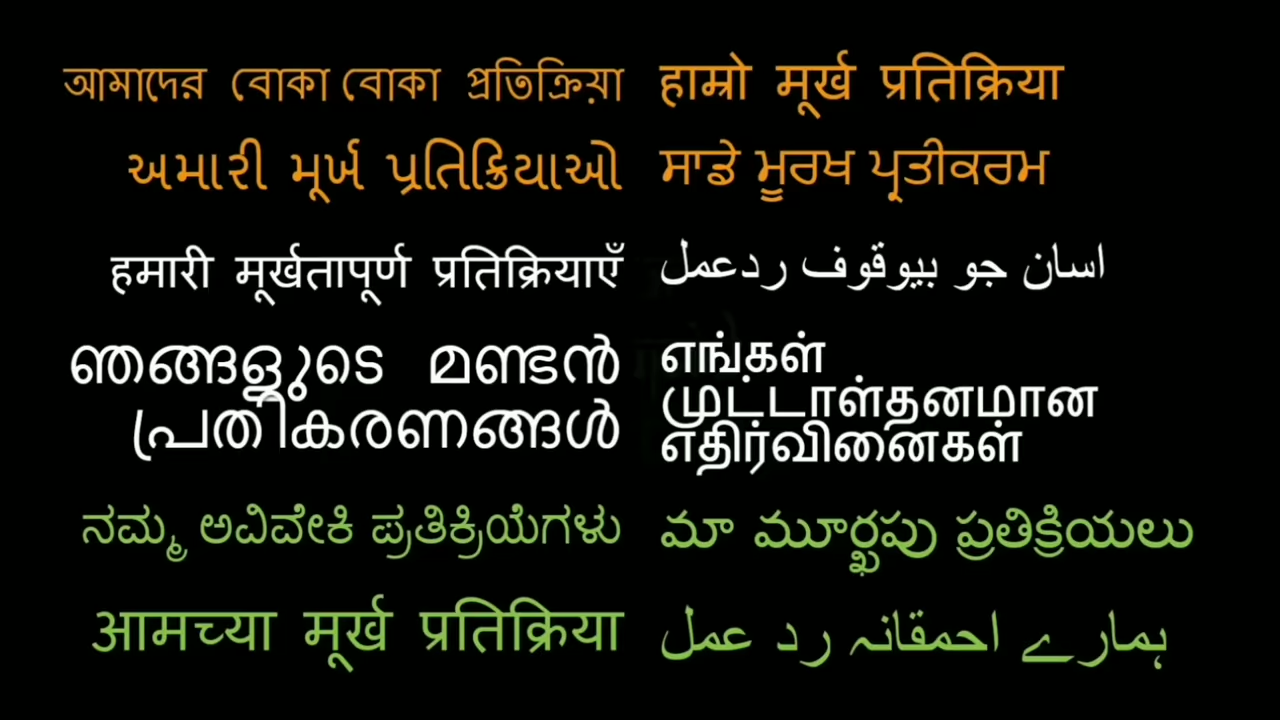 আমাদের বোকা বোকা প্রতিক্রিয়া
हाम्रो मूर्ख प्रतिक्रिया
અમારી મૂર્ખ પ્રતિક્રિયાઓ
ਸਾਡੇ ਮੂਰਖ ਪ੍ਰਤੀਕਰਮ
हमारी मूर्खतापूर्ण प्रतिक्रियाएँ
اسان جو بيوقوف ردعمل
ഞങ്ങളുടെ മണ്ടൻ
പ്രതികരണങ്ങൾ
எங்கள்
முட்டாள்தனமான
எதிர்வினைகள்
ನಮ್ಮ ಅವಿವೇಕಿ ಪ್ರತಿಕ್ರಿಯೆಗಳು
మా మూర్ఖపు ప్రతిక్రియలు
आमच्या मूर्ख प्रतिक्रिया
ہمارے احمقانہ رد عمل